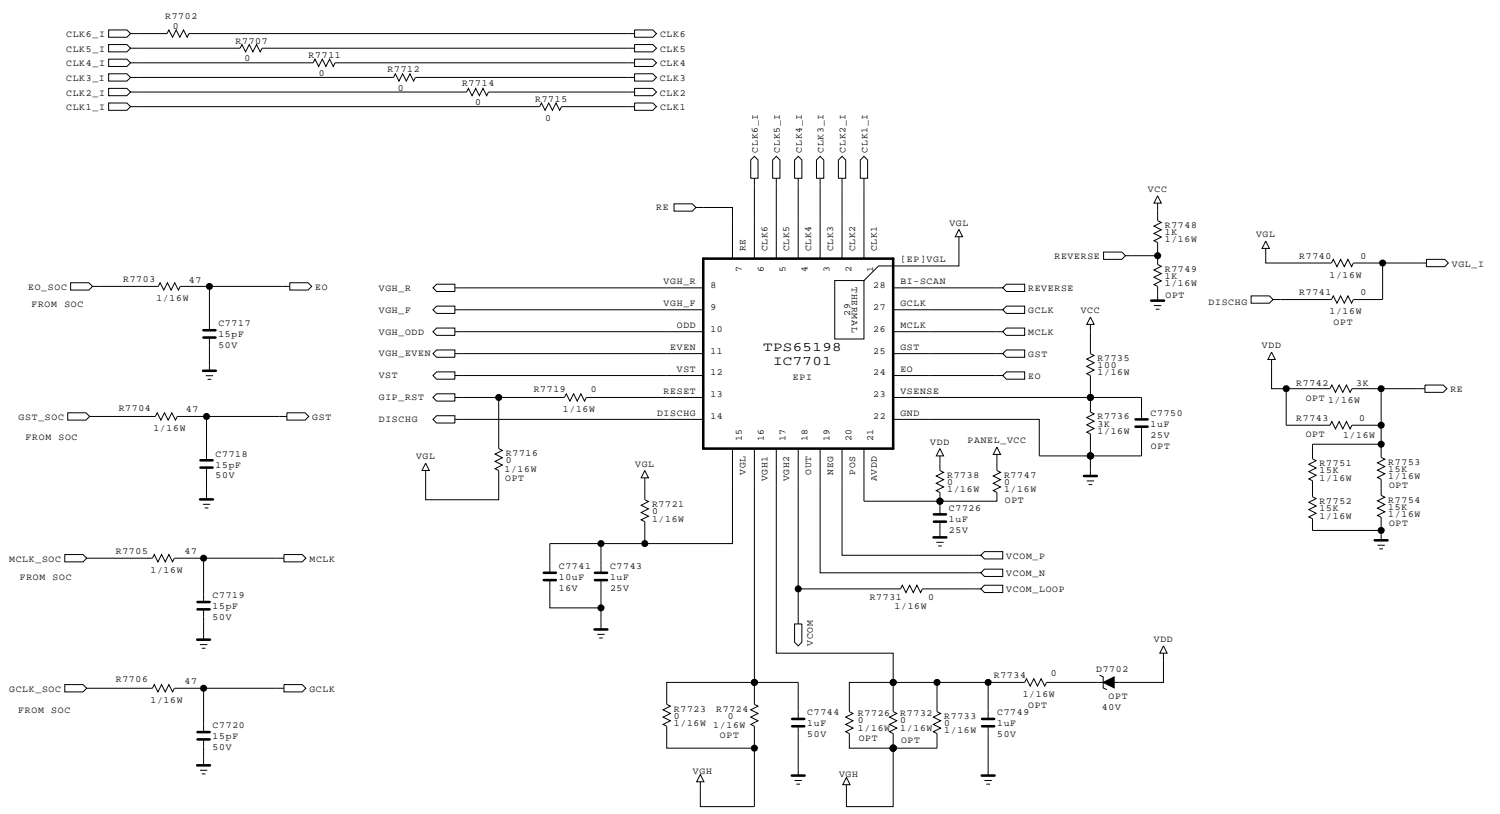 R7702
0
CLK6_I
CLK6
R7707
CLK5_I
CLK5
0
R7711
CLK4_I
CLK4
0
R7712
CLK3_I
CLK3
0
R7714
CLK2_I
CLK2
0
R7715
CLK1_I
CLK1
0
CLK6_I
CLK5_I
CLK4_I
CLK3_I
CLK2_I
CLK1_I
RE
RE
CLK6
CLK5
CLK4
CLK3
CLK2
CLK1
7
6
5
4
3
2
1
[EP]VGL
VGL
VGH_R
VGH_R
8
VGH_F
VGH_F
9
VGH_ODD
ODD
10
VGH_EVEN
EVEN
11
VST
VST
12
GIP_RST
R7719
0
1/16W
RESET
13
DISCHG
DISCHG
14
THERMAL
29
TPS65198
IC7701
EPI
28
BI-SCAN
REVERSE
27
GCLK
GCLK
26
MCLK
MCLK
25
GST
GST
24
EO
EO
23
VSENSE
22
GND
15
16
17
18
19
20
21
VGL
VGH1
VGH2
OUT
NEG
POS
AVDD
EO_SOC
R7703
47
1/16W
EO
FROM SOC
C7717
15pF
50V
GST_SOC
R7704
47
1/16W
GST
FROM SOC
C7718
15pF
50V
MCLK_SOC
R7705
47
1/16W
MCLK
FROM SOC
C7719
15pF
50V
GCLK_SOC
R7706
47
1/16W
GCLK
FROM SOC
C7720
15pF
50V
VGL
R7716
0
1/16W
OPT
VGL
R7721
0
1/16W
C7741
10uF
16V
C7743
1uF
25V
VCC
R7748
1K
1/16W
REVERSE
R7749
1K
1/16W
OPT
VCC
R7735
100
1/16W
R7736
3K
1/16W
C7750
1uF
25V
OPT
VGL
R7740
0
1/16W
VGL_I
DISCHG
R7741
0
1/16W
OPT
VDD
R7742
3K
OPT
1/16W
RE
R7743
0
OPT
1/16W
R7751
15K
1/16W
R7753
15K
1/16W
OPT
R7752
15K
1/16W
R7754
15K
1/16W
OPT
VDD
R7738
0
1/16W
PANEL_VCC
R7747
0
1/16W
OPT
C7726
1uF
25V
VCOM_P
VCOM_N
VCOM_LOOP
R7731
0
1/16W
VCOM
R7723
0
1/16W
R7724
0
1/16W
OPT
C7744
1uF
50V
VGH
R7726
0
1/16W
OPT
R7732
0
1/16W
OPT
R7733
0
1/16W
C7749
1uF
50V
R7734
0
1/16W
OPT
D7702
OPT
40V
VDD
VGH